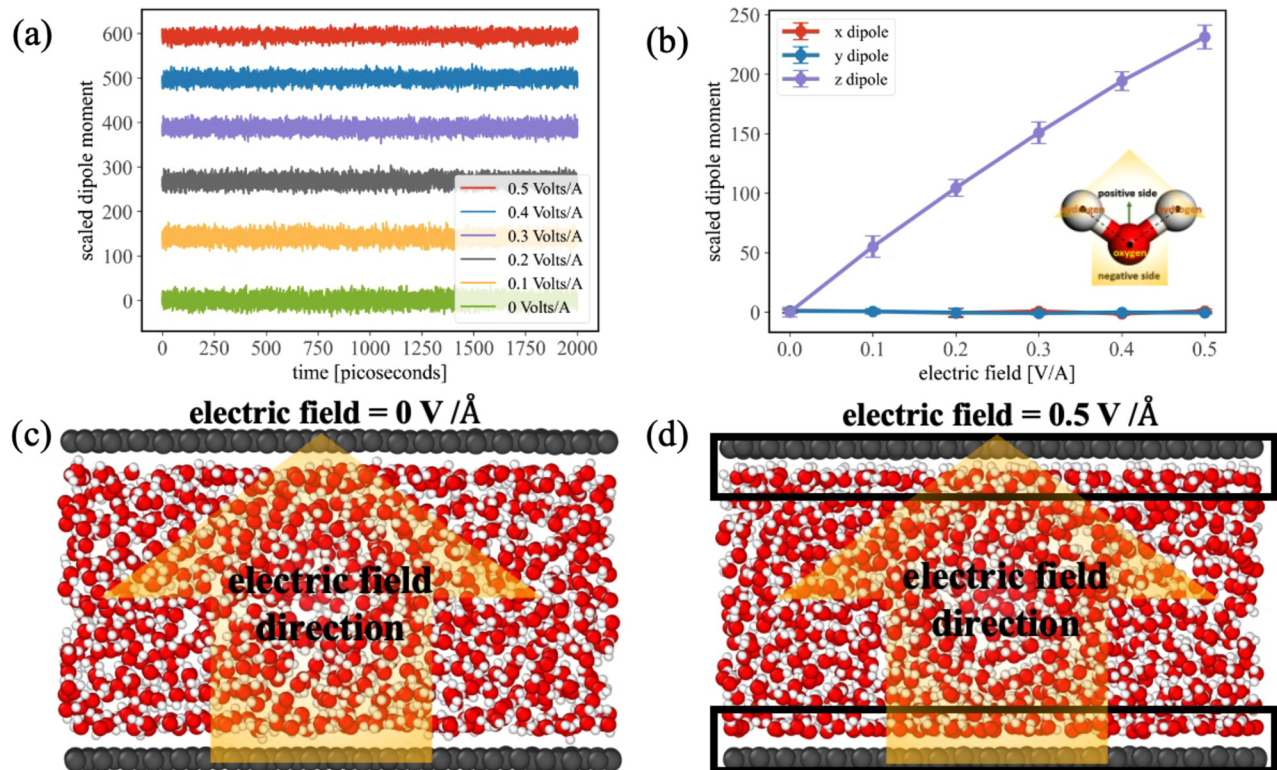 (a)
scaled dipole moment
600
500
400
300
200
100
0
0.5 Volts/A
0.4 Volts/A
0.3 Volts/A
0.2 Volts/A
0.1 Volts/A
0 Volts/A
0 250 500 750 1000 1250 1500 1750 2000
time [picoseconds]
(b)
scaled dipole moment
250
200
150
100
50
0
x dipole
y dipole
z dipole
positive side
hydrogen hydrogen
oxygen
negative side
0.0 0.1 0.2 0.3 0.4 0.5
electric field [V/A]
(c)
electric field = 0 V /Å
electric field
direction
(d)
electric field = 0.5 V /Å
electric field
direction